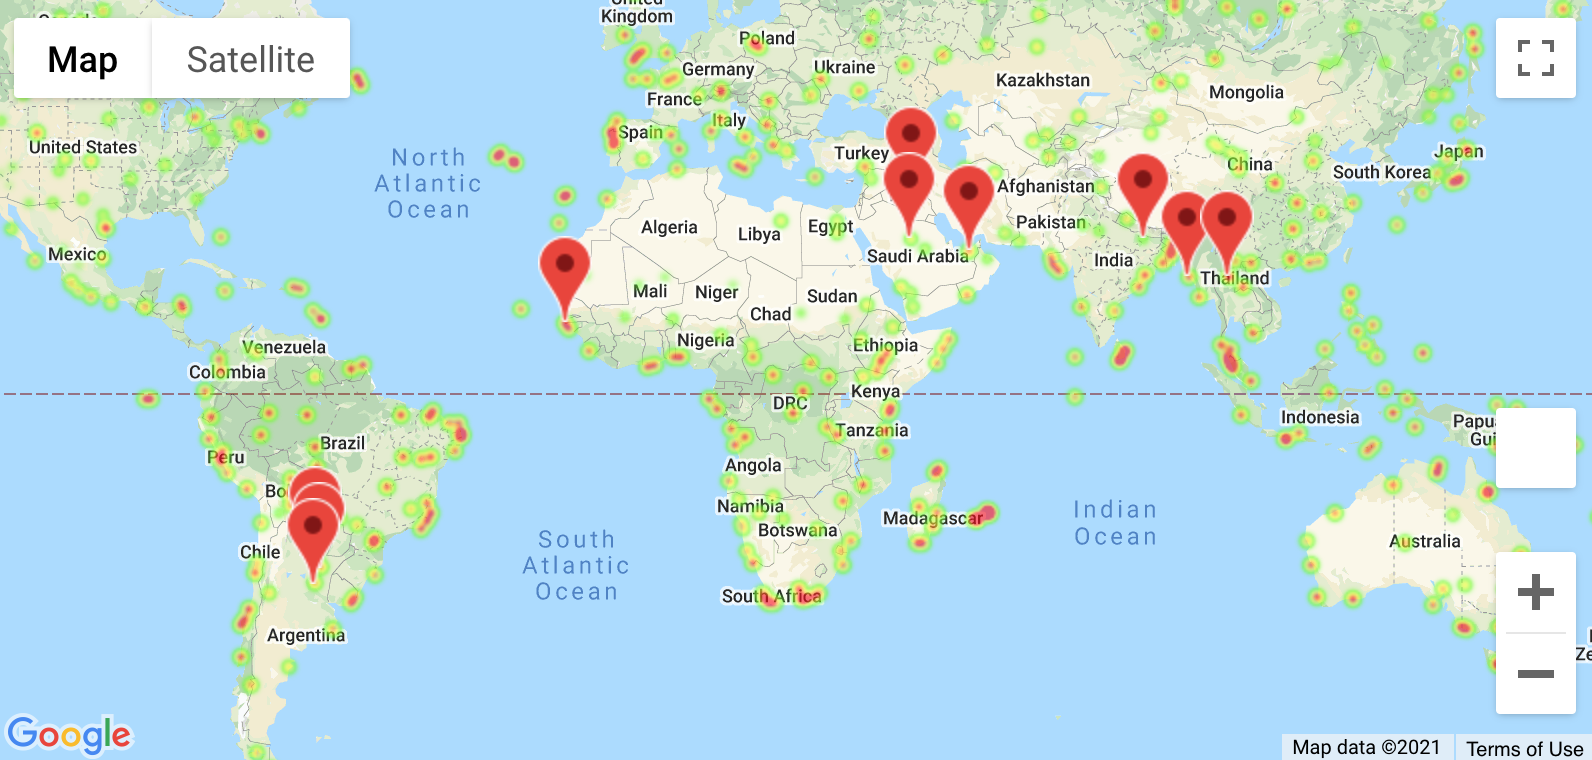 United
Kingdom
Poland
Map
Satellite
Germany
Ukraine
Kazakhstan
Mongolia
France
Italy
Spain
United States
North
Atlantic
Ocean
Turkey
China
Japan
South Korea
Afghanistan
Pakistan
Algeria
Libya
Egypt
Mexico
Saudi Arabia
India
Thailand
Mali
Niger
Sudan
Chad
Nigeria
Ethiopia
Venezuela
Colombia
Kenya
DRC
Indonesia
Papu
Gui
Tanzania
Brazil
Peru
Angola
Bo
Namibia
Botswana
Madagascar
Indian
Ocean
Chile
South
Atlantic
Ocean
Australia
South Africa
Argentina
Ze
Google
Map data ©2021
Terms of Use